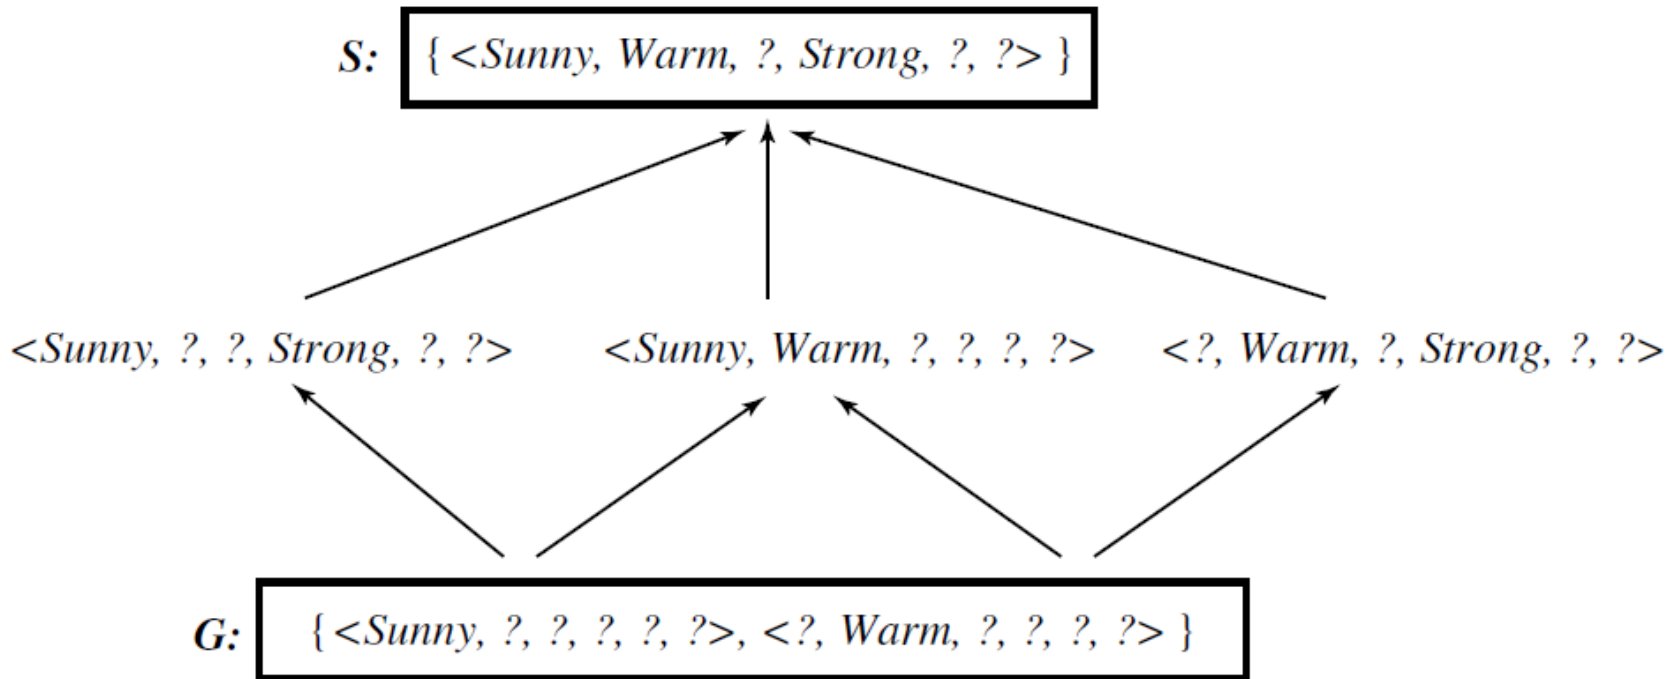 S: { <Sunny, Warm, ?, Strong, ?, ?> }
<Sunny, ?, ?, Strong, ?, ?> <Sunny, Warm, ?, ?, ?, ?> <?, Warm, ?, Strong, ?, ?>
G: { <Sunny, ?, ?, ?, ?, ?>, <?, Warm, ?, ?, ?, ?> }